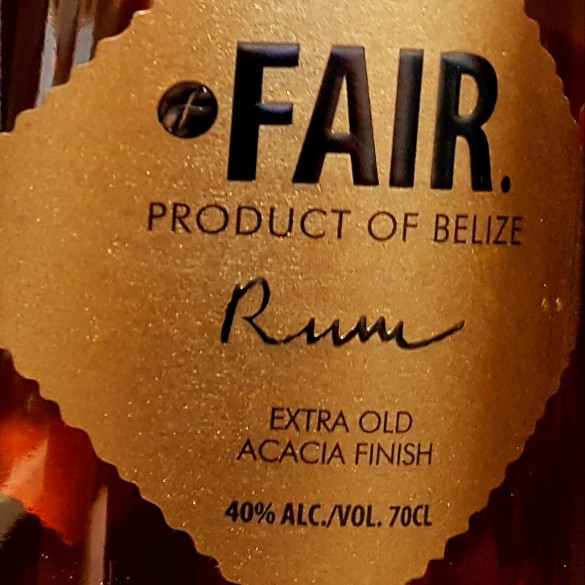 FAIR.
PRODUCT OF BELIZE
Rum
EXTRA OLD
ACACIA FINISH
40% ALC./VOL. 70CL